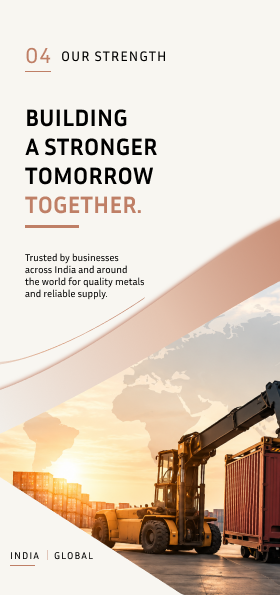 04 OUR STRENGTH
BUILDING
A STRONGER
TOMORROW
TOGETHER.
Trusted by businesses
across India and around
the world for quality metals
and reliable supply.
INDIA | GLOBAL